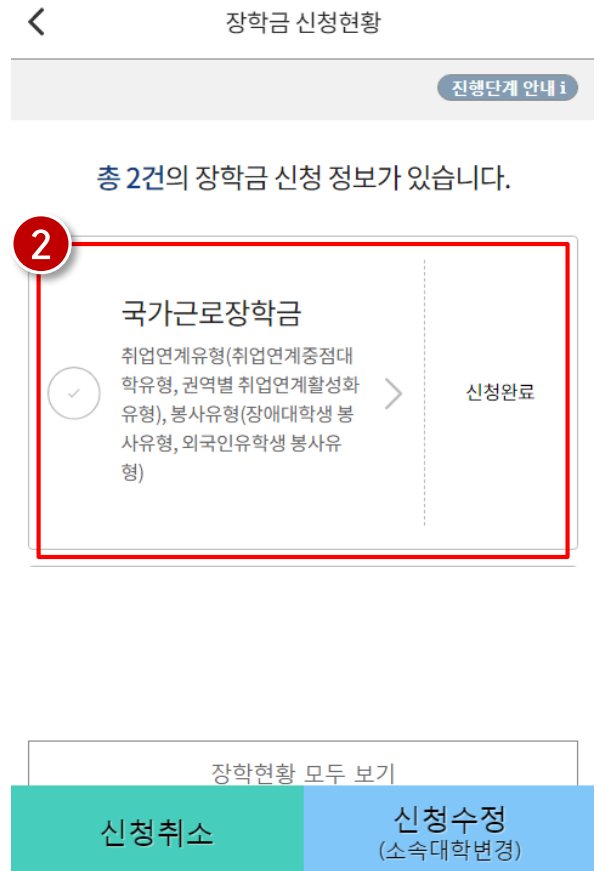 장학금 신청현황
진행단계 안내 i
총 2건의 장학금 신청 정보가 있습니다.
2
국가근로장학금
취업연계유형(취업연계중점대
학유형, 권역별 취업연계활성화
유형), 봉사유형(장애대학생 봉
사유형, 외국인유학생 봉사유
형)
신청완료
장학현황 모두 보기
신청취소
신청수정
(소속대학변경)